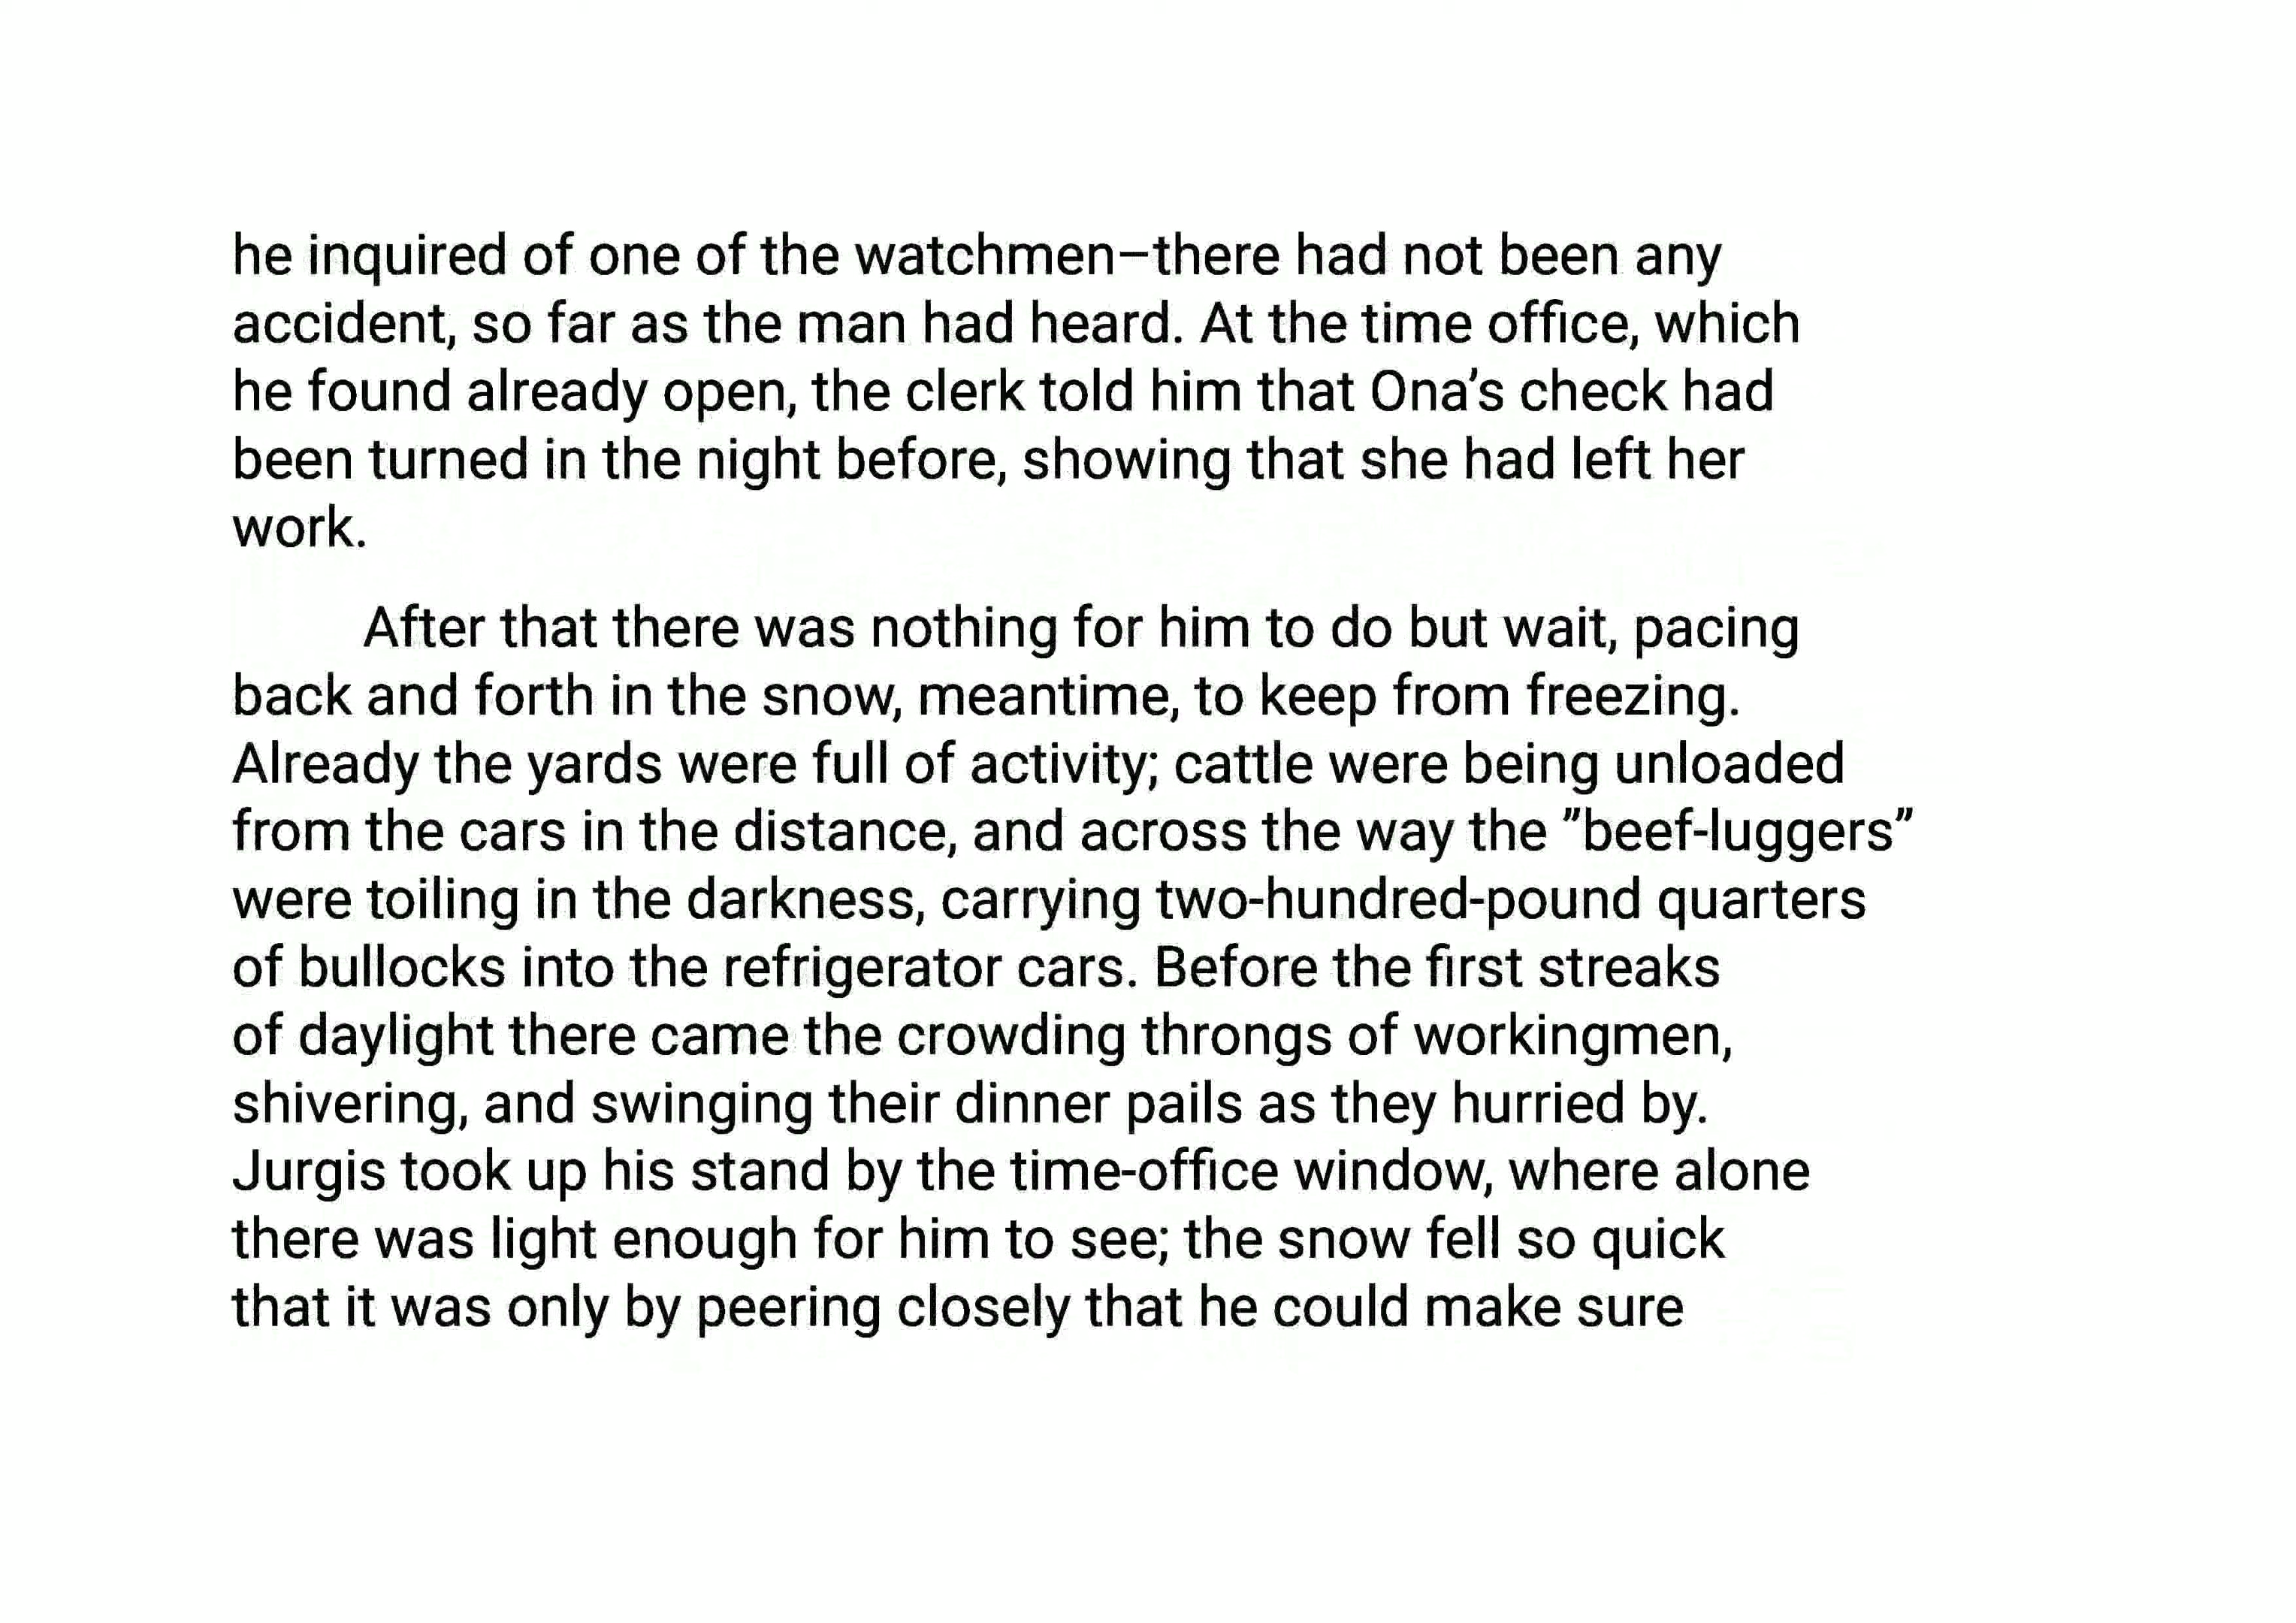 he inquired of one of the watchmen–there had not been any
accident, so far as the man had heard. At the time office, which
he found already open, the clerk told him that Ona’s check had
been turned in the night before, showing that she had left her
work.
After that there was nothing for him to do but wait, pacing
back and forth in the snow, meantime, to keep from freezing.
Already the yards were full of activity; cattle were being unloaded
from the cars in the distance, and across the way the ”beef-luggers”
were toiling in the darkness, carrying two-hundred-pound quarters
of bullocks into the refrigerator cars. Before the first streaks
of daylight there came the crowding throngs of workingmen,
shivering, and swinging their dinner pails as they hurried by.
Jurgis took up his stand by the time-office window, where alone
there was light enough for him to see; the snow fell so quick
that it was only by peering closely that he could make sure